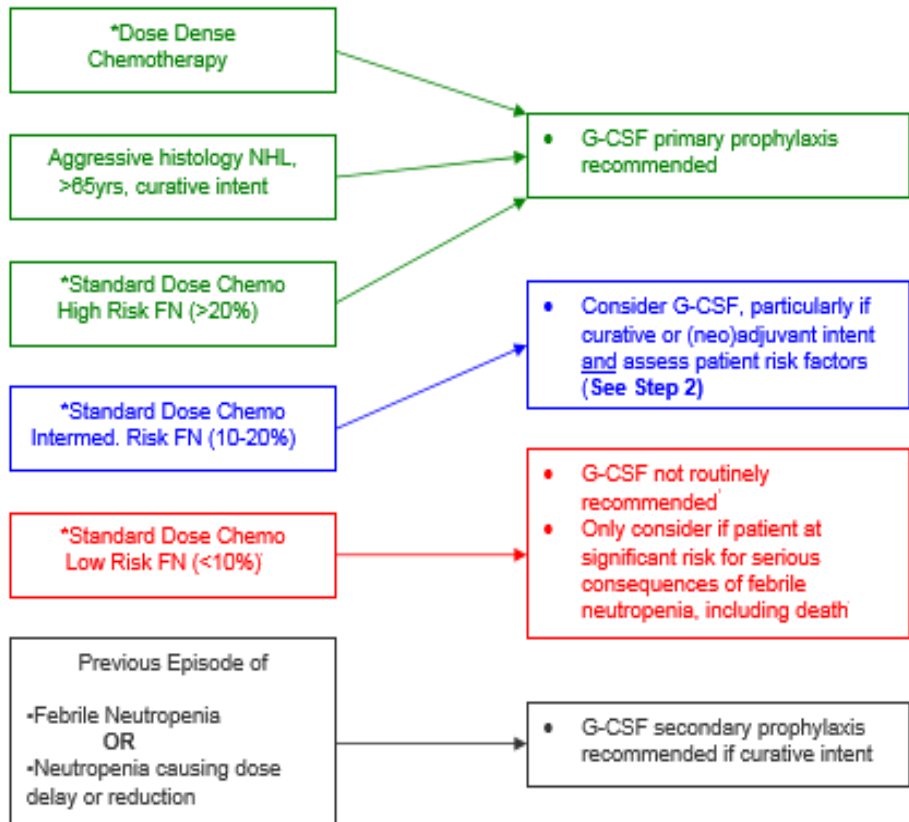 *Dose Dense
Chemotherapy
Aggressive histology NHL,
>65yrs, curative intent
*Standard Dose Chemo
High Risk FN (>20%)
*Standard Dose Chemo
Intermed. Risk FN (10-20%)
*Standard Dose Chemo
Low Risk FN (<10%)
Previous Episode of
-Febrile Neutropenia
OR
-Neutropenia causing dose
delay or reduction
• G-CSF primary prophylaxis
recommended
• Consider G-CSF, particularly if
curative or (neo)adjuvant intent
and assess patient risk factors
(See Step 2)
• G-CSF not routinely
recommended
• Only consider if patient at
significant risk for serious
consequences of febrile
neutropenia, including death
• G-CSF secondary prophylaxis
recommended if curative intent